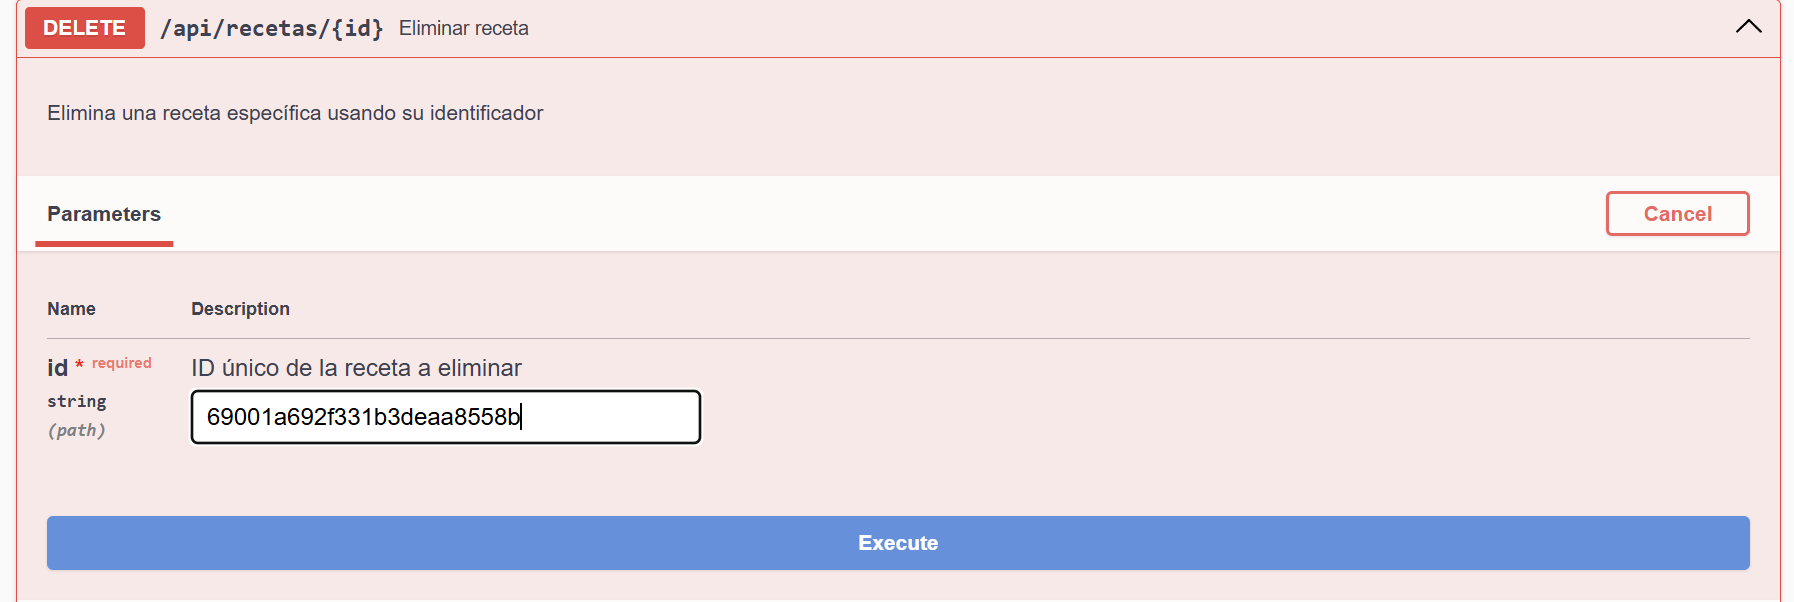 DELETE /api/recetas/{id} Eliminar receta
Elimina una receta específica usando su identificador
Parameters Cancel
Name Description
id * required ID único de la receta a eliminar
string
69001a692f331b3deaa8558b
(path)
Execute